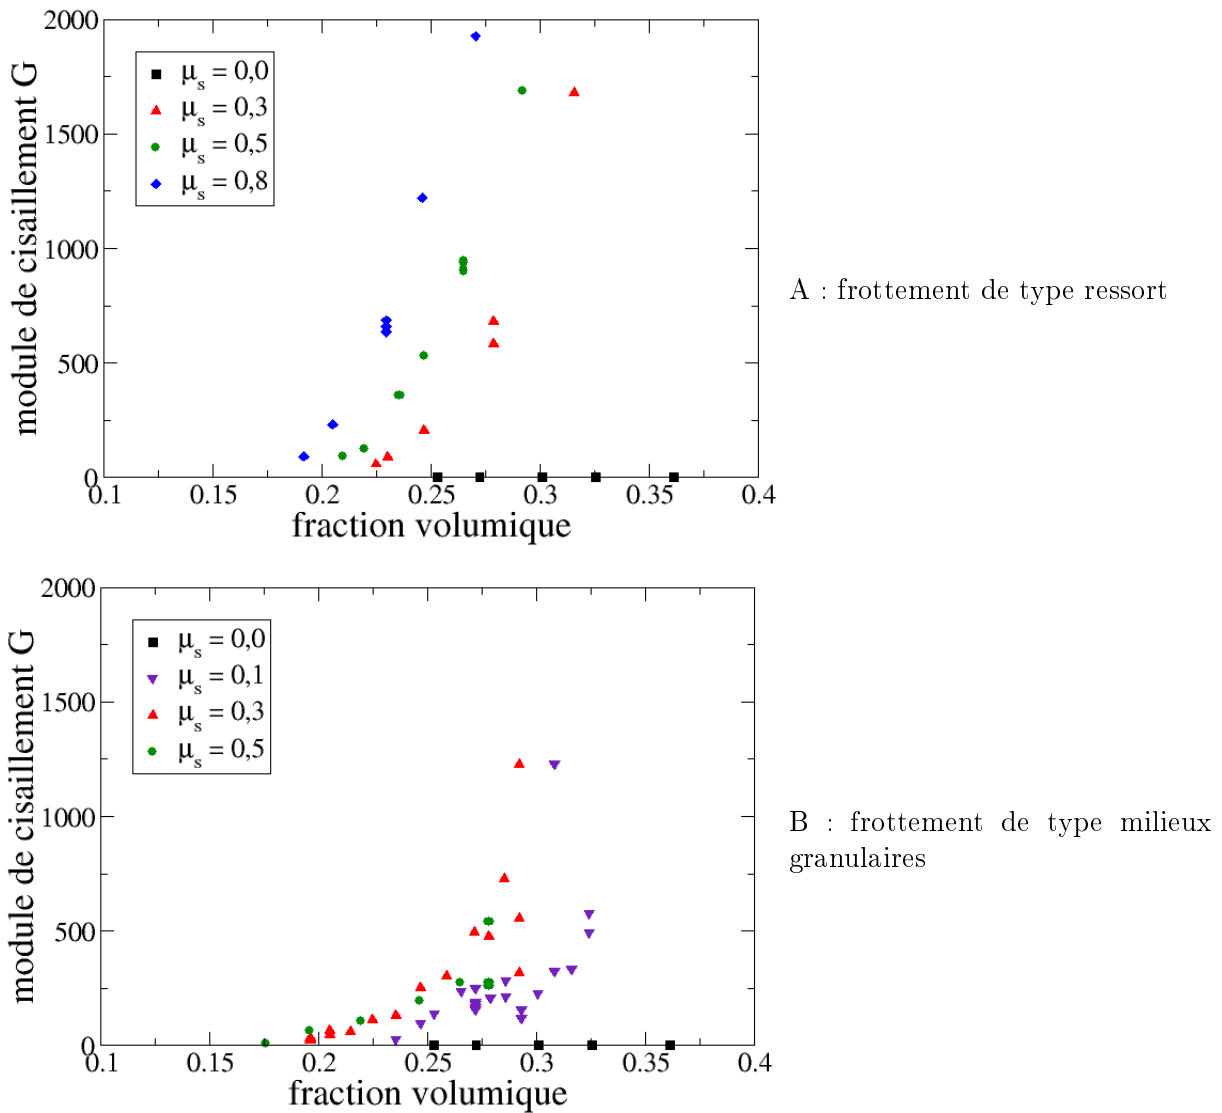 2000
1500
1000
500
0
module de cisaillement G
μs = 0,0
μs = 0,3
μs = 0,5
μs = 0,8
0.1 0.15 0.2 0.25 0.3 0.35 0.4
fraction volumique
A : frottement de type ressort
2000
1500
1000
500
0
module de cisaillement G
μs = 0,0
μs = 0,1
μs = 0,3
μs = 0,5
0.1 0.15 0.2 0.25 0.3 0.35 0.4
fraction volumique
B : frottement de type milieux
granulaires